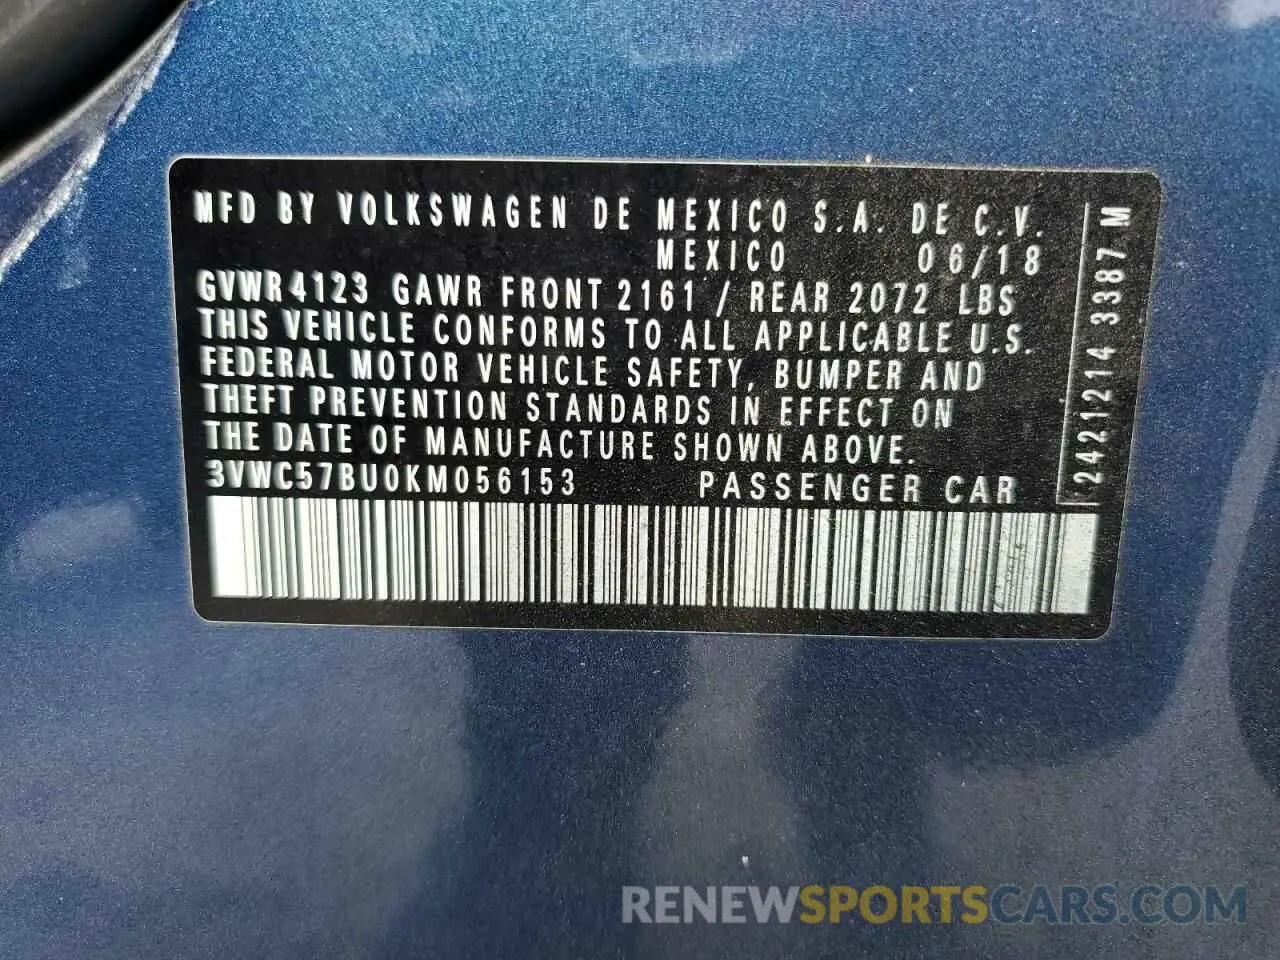 MFD BY VOLKSWAGEN DE MEXICO S.A. DE C.V.
MEXICO 06/18
GVWR 4123 GAWR FRONT 2161 / REAR 2072 LBS
THIS VEHICLE CONFORMS TO ALL APPLICABLE U.S.
FEDERAL MOTOR VEHICLE SAFETY, BUMPER AND
THEFT PREVENTION STANDARDS IN EFFECT ON
THE DATE OF MANUFACTURE SHOWN ABOVE.
3VWC57BU0KM056153 PASSENGER CAR
2421214 3387 M
RENEWSPORTSCARS.COM